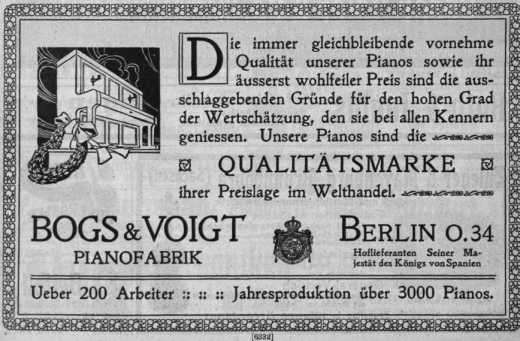 Die immer gleichbleibende vornehme
Qualität unserer Pianos sowie ihr
äusserst wohlfeiler Preis sind die aus-
schlaggebenden Gründe für den hohen Grad
der Wertschätzung, den sie bei allen Kennern
geniessen. Unsere Pianos sind die
QUALITÄTSMARKE
ihrer Preislage im Welthandel.
BOGS & VOIGT
PIANOFABRIK
BERLIN O.34
Hoflieferanten Seiner Ma-
jestät des Königs von Spanien
Ueber 200 Arbeiter :: :: :: Jahresproduktion über 3000 Pianos.
[6332]